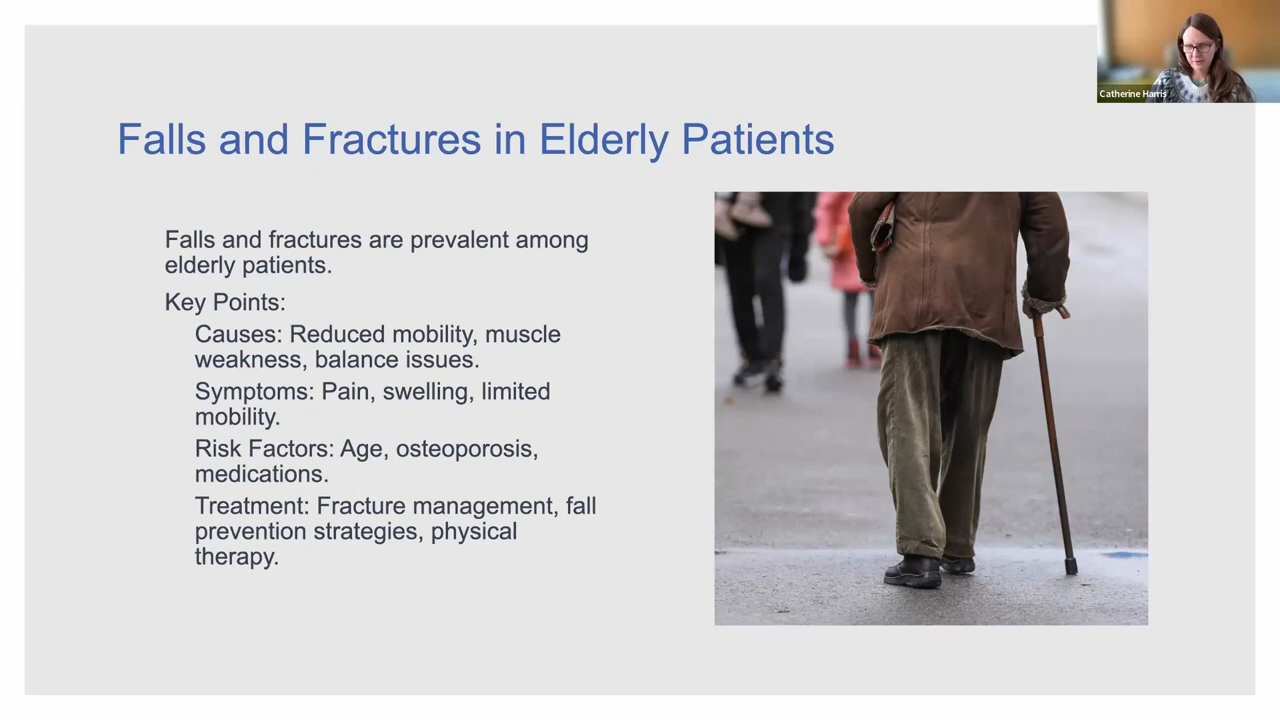 Catherine Harris
Falls and Fractures in Elderly Patients
Falls and fractures are prevalent among
elderly patients.
Key Points:
Causes: Reduced mobility, muscle
weakness, balance issues.
Symptoms: Pain, swelling, limited
mobility.
Risk Factors: Age, osteoporosis,
medications.
Treatment: Fracture management, fall
prevention strategies, physical
therapy.